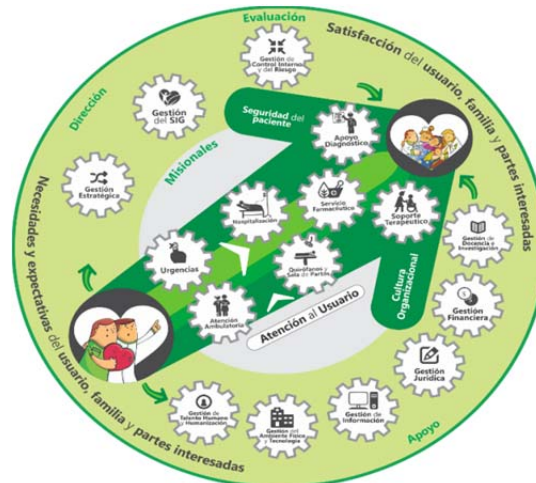 Evaluación
Satisfacción del usuario, familia y partes interesadas
Gestión de
Control Interno
y del Riesgo
Dirección
Gestión
del SIG
Seguridad del
paciente
Apoyo
Diagnóstico
Misionales
Gestión
Estratégica
Servicio
Farmacéutico
Hospitalización
Soporte
Terapéutico
Necesidades y expectativas del usuario, familia y partes interesadas
Urgencias
Quirófanos y
Sala de Partos
Gestión de
Docencia e
Investigación
Cultura
Organizacional
Atención
Ambulatoria
Atención al Usuario
Gestión
Financiera
Gestión
Jurídica
Gestión de
Talento Humano
y Humanización
Gestión del
Ambiente Físico
y Tecnología
Gestión de
Información
Apoyo